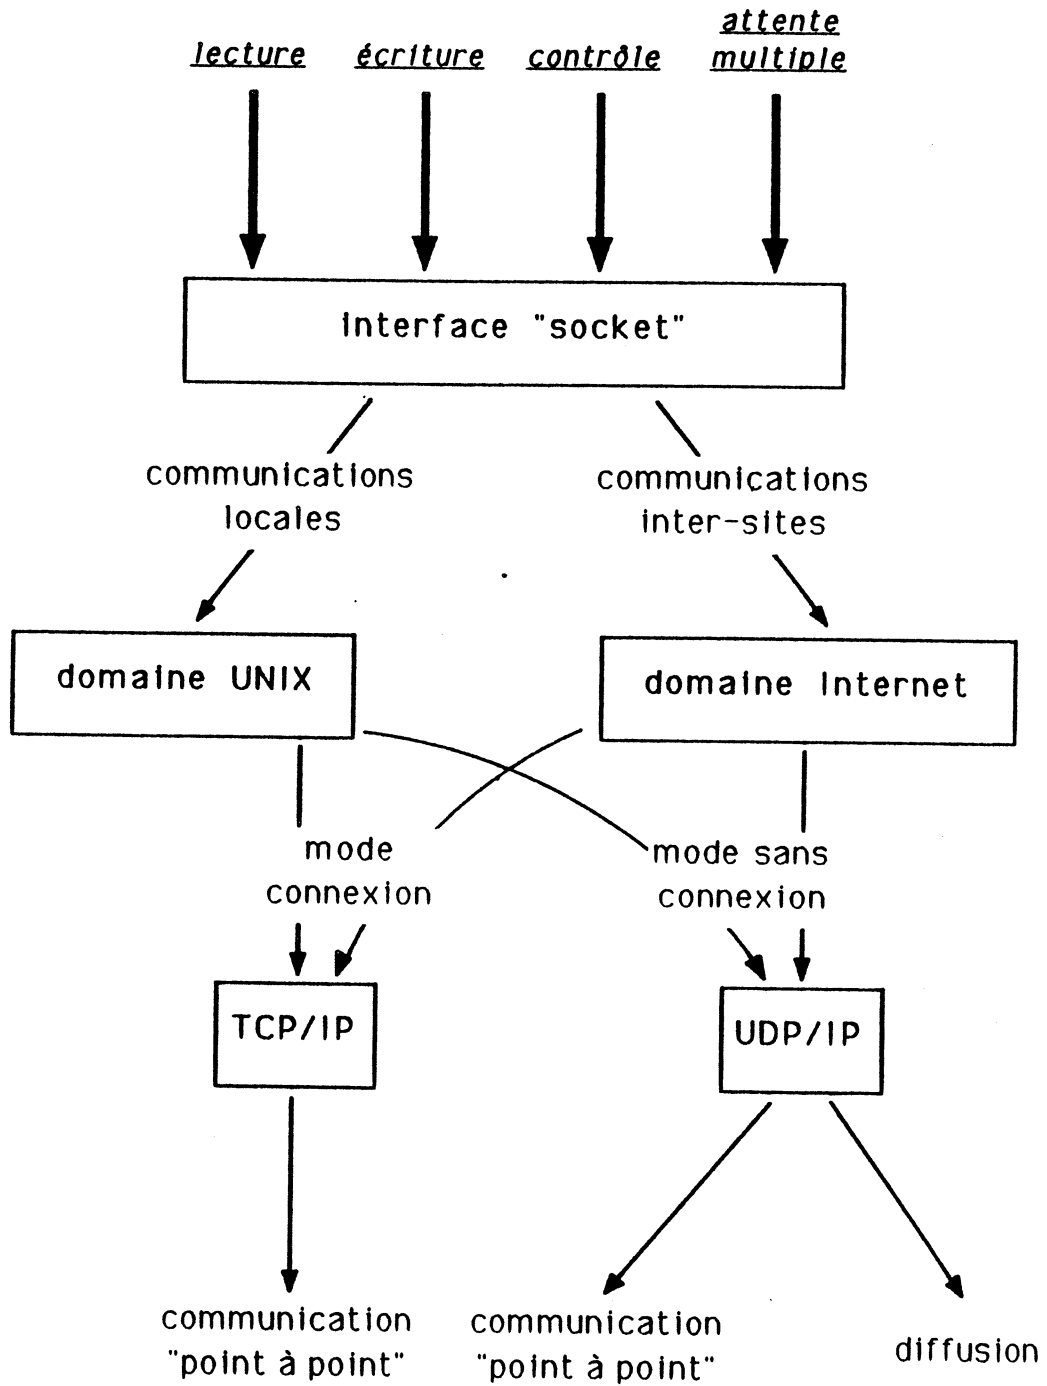 lecture écriture contrôle attente
multiple
interface "socket"
communications
locales
communications
inter-sites
domaine UNIX
domaine Internet
mode
connexion
mode sans
connexion
TCP/IP
UDP/IP
communication
"point à point"
communication
"point à point"
diffusion